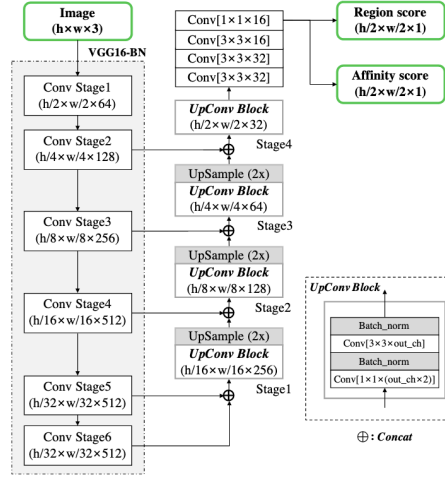 Image
(h×w×3)
VGG16-BN
Conv Stage1
(h/2×w/2×64)
Conv Stage2
(h/4×w/4×128)
Conv Stage3
(h/8×w/8×256)
Conv Stage4
(h/16×w/16×512)
Conv Stage5
(h/32×w/32×512)
Conv Stage6
(h/32×w/32×512)
Conv[1×1×16]
Conv[3×3×16]
Conv[3×3×32]
Conv[3×3×32]
UpConv Block
(h/2×w/2×32)
Stage4
UpSample (2x)
UpConv Block
(h/4×w/4×64)
Stage3
UpSample (2x)
UpConv Block
(h/8×w/8×128)
Stage2
UpSample (2x)
UpConv Block
(h/16×w/16×256)
Stage1
Region score
(h/2×w/2×1)
Affinity score
(h/2×w/2×1)
UpConv Block
Batch_norm
Conv[3×3×out_ch]
Batch_norm
Conv[1×1×(out_ch×2)]
⊕ : Concat